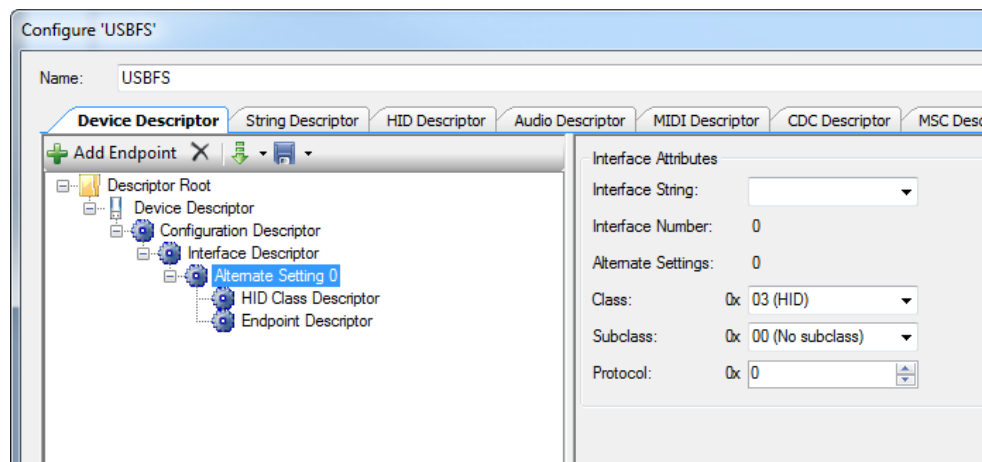 Configure 'USBFS'
Name: USBFS
Device Descriptor String Descriptor HID Descriptor Audio Descriptor MIDI Descriptor CDC Descriptor MSC Desc
Add Endpoint
Descriptor Root
Device Descriptor
Configuration Descriptor
Interface Descriptor
Alternate Setting 0
HID Class Descriptor
Endpoint Descriptor
Interface Attributes
Interface String:
Interface Number: 0
Alternate Settings: 0
Class: 0x 03 (HID)
Subclass: 0x 00 (No subclass)
Protocol: 0x 0